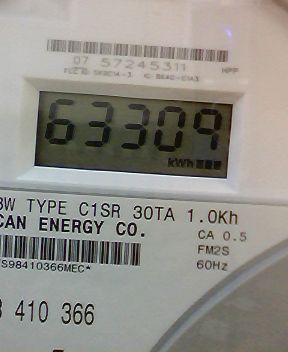 07 57245311
HPP
63309
kWh
3W TYPE C1SR 30TA 1.0Kh
CAN ENERGY CO.
CA 0.5
FM2S
60Hz
S98410366MEC*
410 366